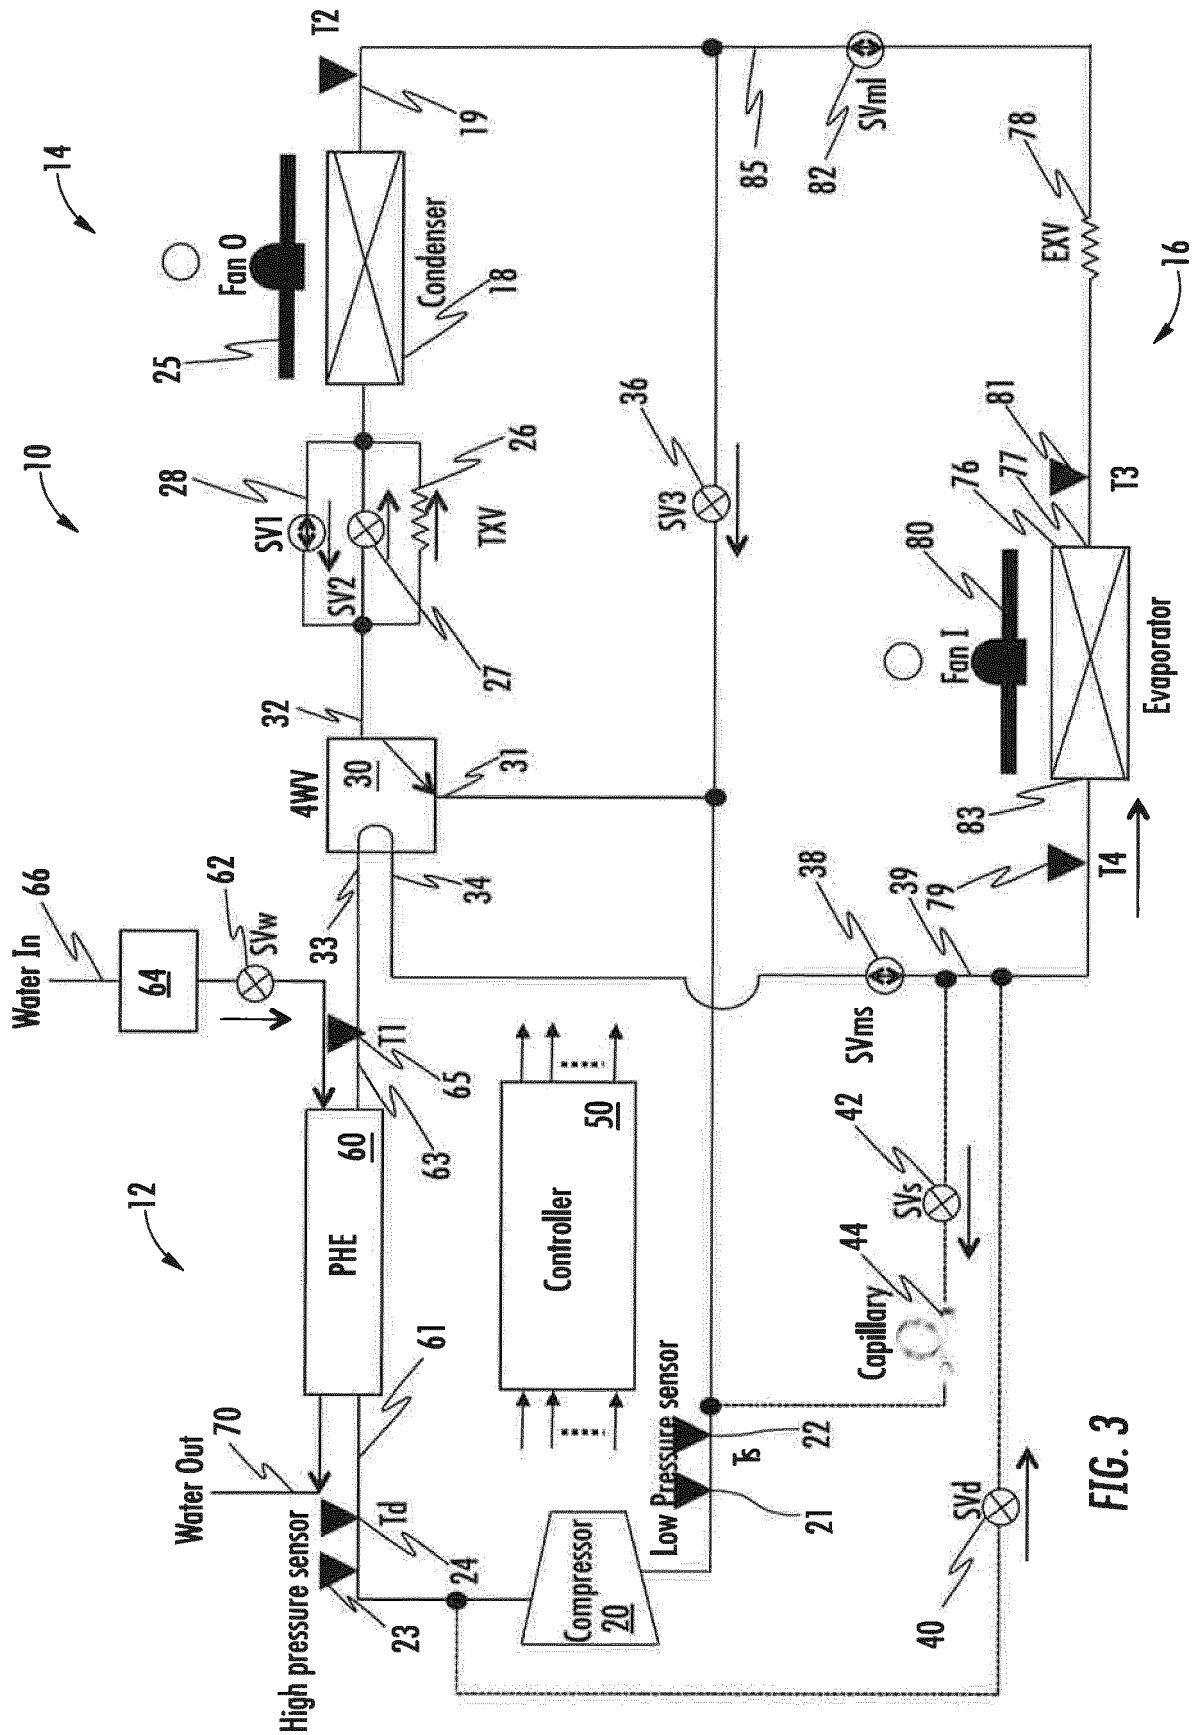 10
12
14
16
Water In
66
64
62
SVw
Water Out
70
High pressure sensor
23
24
Td
61
PHE
60
63
65
T1
33
34
4WV
30
31
32
SV1
28
SV2
27
TXV
26
25
Fan O
Condenser
18
19
T2
Controller
50
Compressor
20
Low Pressure sensor
21
22
Ts
SV3
36
85
82
SVml
EXV
78
81
77
76
T3
80
Fan I
Evaporator
83
T4
79
39
38
SVms
42
SVs
44
Capillary
SVd
40
FIG. 3